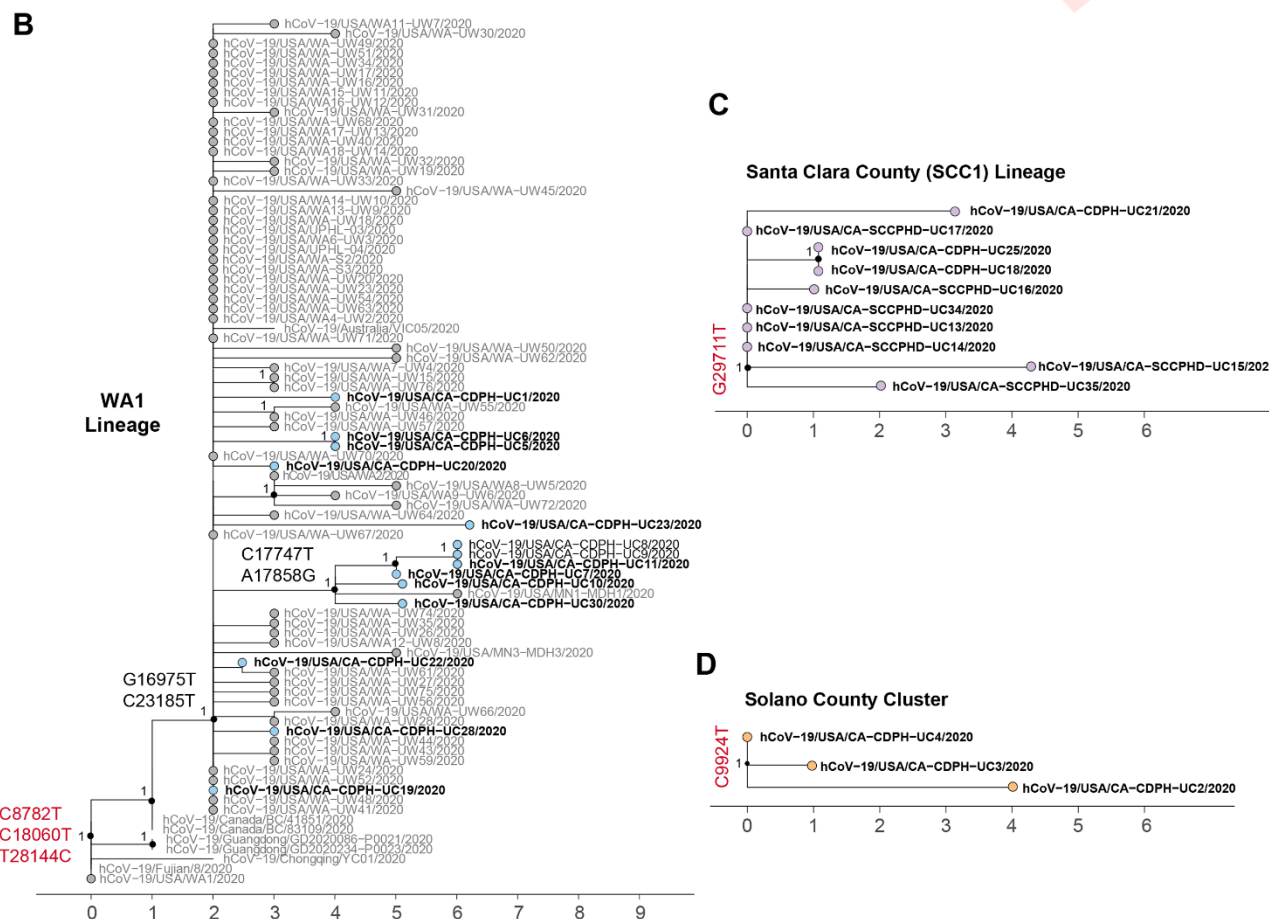 B
hCoV−19/USA/WA11−UW7/2020
hCoV−19/USA/WA−UW30/2020
hCoV−19/USA/WA−UW49/2020
hCoV−19/USA/WA−UW51/2020
hCoV−19/USA/WA−UW34/2020
hCoV−19/USA/WA−UW17/2020
hCoV−19/USA/WA−UW16/2020
hCoV−19/USA/WA15−UW11/2020
hCoV−19/USA/WA16−UW12/2020
hCoV−19/USA/WA−UW31/2020
hCoV−19/USA/WA−UW68/2020
hCoV−19/USA/WA17−UW13/2020
hCoV−19/USA/WA−UW40/2020
hCoV−19/USA/WA18−UW14/2020
hCoV−19/USA/WA−UW32/2020
hCoV−19/USA/WA−UW19/2020
hCoV−19/USA/WA−UW33/2020
hCoV−19/USA/WA−UW45/2020
hCoV−19/USA/WA14−UW10/2020
hCoV−19/USA/WA13−UW9/2020
hCoV−19/USA/WA−UW18/2020
hCoV−19/USA/UPHL−03/2020
hCoV−19/USA/WA6−UW3/2020
hCoV−19/USA/UPHL−04/2020
hCoV−19/USA/WA−S2/2020
hCoV−19/USA/WA−S3/2020
hCoV−19/USA/WA−UW20/2020
hCoV−19/USA/WA−UW23/2020
hCoV−19/USA/WA−UW54/2020
hCoV−19/USA/WA−UW63/2020
hCoV−19/USA/WA4−UW2/2020
hCoV−19/Australia/VIC05/2020
hCoV−19/USA/WA−UW71/2020
hCoV−19/USA/WA−UW50/2020
hCoV−19/USA/WA−UW62/2020
hCoV−19/USA/WA7−UW4/2020
1
hCoV−19/USA/WA−UW15/2020
hCoV−19/USA/WA−UW76/2020
WA1
Lineage
hCoV−19/USA/CA−CDPH−UC1/2020
1
hCoV−19/USA/WA−UW55/2020
hCoV−19/USA/WA−UW46/2020
hCoV−19/USA/WA−UW57/2020
1
hCoV−19/USA/CA−CDPH−UC6/2020
hCoV−19/USA/CA−CDPH−UC5/2020
hCoV−19/USA/WA−UW70/2020
hCoV−19/USA/CA−CDPH−UC20/2020
hCoV−19/USA/WA2/2020
1
hCoV−19/USA/WA8−UW5/2020
hCoV−19/USA/WA9−UW6/2020
hCoV−19/USA/WA−UW72/2020
hCoV−19/USA/WA−UW64/2020
hCoV−19/USA/CA−CDPH−UC23/2020
hCoV−19/USA/WA−UW67/2020
C17747T
A17858G
1
1
1
hCoV−19/USA/CA−CDPH−UC8/2020
hCoV−19/USA/CA−CDPH−UC9/2020
hCoV−19/USA/CA−CDPH−UC11/2020
hCoV−19/USA/CA−CDPH−UC7/2020
hCoV−19/USA/CA−CDPH−UC10/2020
hCoV−19/USA/MN1−MDH1/2020
hCoV−19/USA/CA−CDPH−UC30/2020
hCoV−19/USA/WA−UW74/2020
hCoV−19/USA/WA−UW35/2020
hCoV−19/USA/WA−UW26/2020
hCoV−19/USA/WA12−UW8/2020
hCoV−19/USA/MN3−MDH3/2020
hCoV−19/USA/CA−CDPH−UC22/2020
hCoV−19/USA/WA−UW61/2020
G16975T
C23185T
1
hCoV−19/USA/WA−UW27/2020
hCoV−19/USA/WA−UW75/2020
hCoV−19/USA/WA−UW56/2020
hCoV−19/USA/WA−UW66/2020
hCoV−19/USA/WA−UW28/2020
hCoV−19/USA/CA−CDPH−UC28/2020
hCoV−19/USA/WA−UW44/2020
hCoV−19/USA/WA−UW43/2020
hCoV−19/USA/WA−UW59/2020
hCoV−19/USA/WA−UW24/2020
hCoV−19/USA/WA−UW52/2020
hCoV−19/USA/CA−CDPH−UC19/2020
hCoV−19/USA/WA−UW48/2020
hCoV−19/USA/WA−UW41/2020
C8782T
C18060T
T28144C
1
1
1
hCoV−19/Canada/BC/41851/2020
hCoV−19/Canada/BC/83109/2020
hCoV−19/Guangdong/GD2020086−P0021/2020
hCoV−19/Guangdong/GD2020234−P0023/2020
hCoV−19/Chongqing/YC01/2020
hCoV−19/Fujian/8/2020
hCoV−19/USA/WA1/2020
0 1 2 3 4 5 6 7 8 9
C
Santa Clara County (SCC1) Lineage
hCoV−19/USA/CA−CDPH−UC21/2020
hCoV−19/USA/CA−SCCPHD−UC17/2020
1
hCoV−19/USA/CA−CDPH−UC25/2020
hCoV−19/USA/CA−CDPH−UC18/2020
hCoV−19/USA/CA−SCCPHD−UC16/2020
hCoV−19/USA/CA−SCCPHD−UC34/2020
hCoV−19/USA/CA−SCCPHD−UC13/2020
hCoV−19/USA/CA−SCCPHD−UC14/2020
G29711T
1
hCoV−19/USA/CA−SCCPHD−UC15/202
hCoV−19/USA/CA−SCCPHD−UC35/2020
0 1 2 3 4 5 6
D
Solano County Cluster
C9924T
hCoV−19/USA/CA−CDPH−UC4/2020
1
hCoV−19/USA/CA−CDPH−UC3/2020
hCoV−19/USA/CA−CDPH−UC2/2020
0 1 2 3 4 5 6